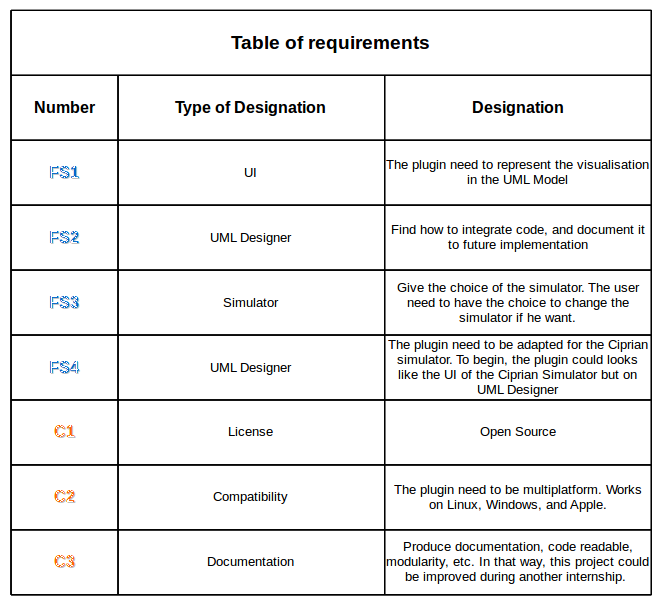 Table of requirements
Number
Type of Designation
Designation
FS1
UI
The plugin need to represent the visualisation
in the UML Model
FS2
UML Designer
Find how to integrate code, and document it
to future implementation
FS3
Simulator
Give the choice of the simulator. The user
need to have the choice to change the
simulator if he want.
FS4
UML Designer
The plugin need to be adapted for the Ciprian
simulator. To begin, the plugin could looks
like the UI of the Ciprian Simulator but on
UML Designer
C1
License
Open Source
C2
Compatibility
The plugin need to be multiplatform. Works
on Linux, Windows, and Apple.
C3
Documentation
Produce documentation, code readable,
modularity, etc. In that way, this project could
be improved during another internship.